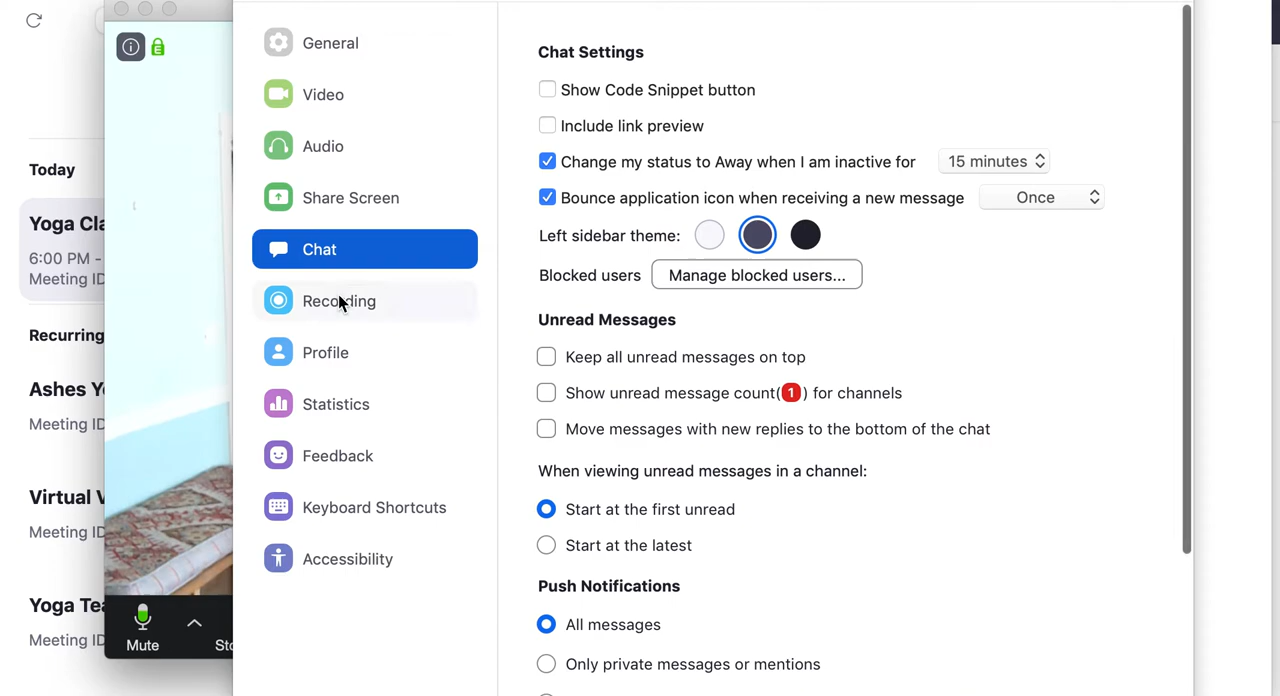 Today
Yoga Cla
6:00 PM -
Meeting ID
Recurring
Ashes Y
Meeting ID
Virtual V
Meeting ID
Yoga Tea
Meeting ID
Mute
Sto
General
Video
Audio
Share Screen
Chat
Recording
Profile
Statistics
Feedback
Keyboard Shortcuts
Accessibility
Chat Settings
Show Code Snippet button
Include link preview
Change my status to Away when I am inactive for 15 minutes
Bounce application icon when receiving a new message Once
Left sidebar theme:
Blocked users Manage blocked users...
Unread Messages
Keep all unread messages on top
Show unread message count(1) for channels
Move messages with new replies to the bottom of the chat
When viewing unread messages in a channel:
Start at the first unread
Start at the latest
Push Notifications
All messages
Only private messages or mentions